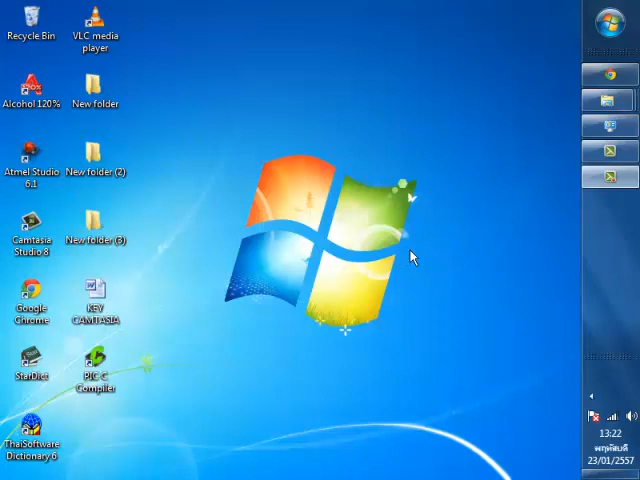 Recycle Bin
VLC media
player
Alcohol 120%
New folder
Atmel Studio
6.1
New folder (2)
Camtasia
Studio 8
New folder (3)
Google
Chrome
KEY
CAMTASIA
StarDict
PIC C
Compiler
ThaiSoftware
Dictionary 6
13:22
พฤหัสบดี
23/01/2557